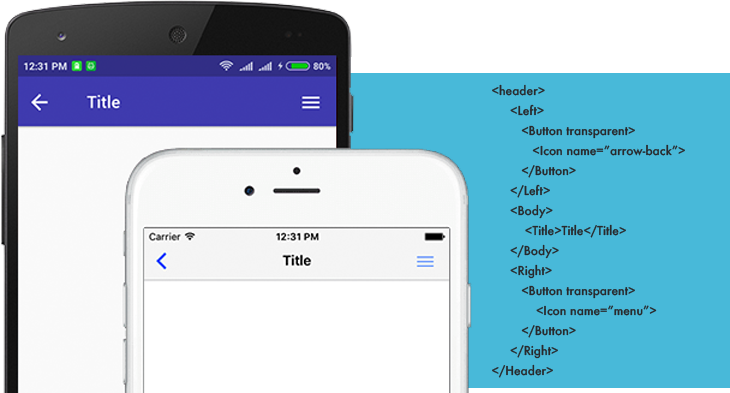 12:31 PM 80%
Title
Carrier 12:31 PM
Title
<header>
<Left>
<Button transparent>
<Icon name="arrow-back">
</Button>
</Left>
<Body>
<Title>Title</Title>
</Body>
<Right>
<Button transparent>
<Icon name="menu">
</Button>
</Right>
</Header>